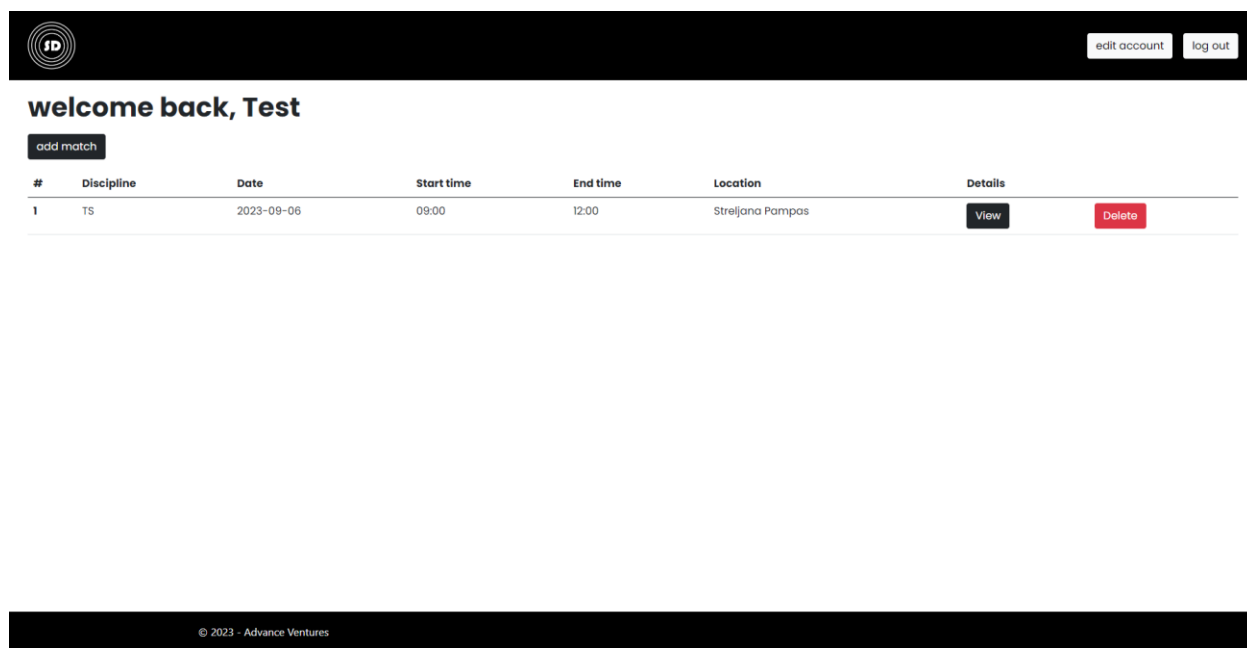 SD
edit account log out
welcome back, Test
add match
# Discipline Date Start time End time Location Details
1 TS 2023-09-06 09:00 12:00 Streljana Pampas View Delete
© 2023 - Advance Ventures